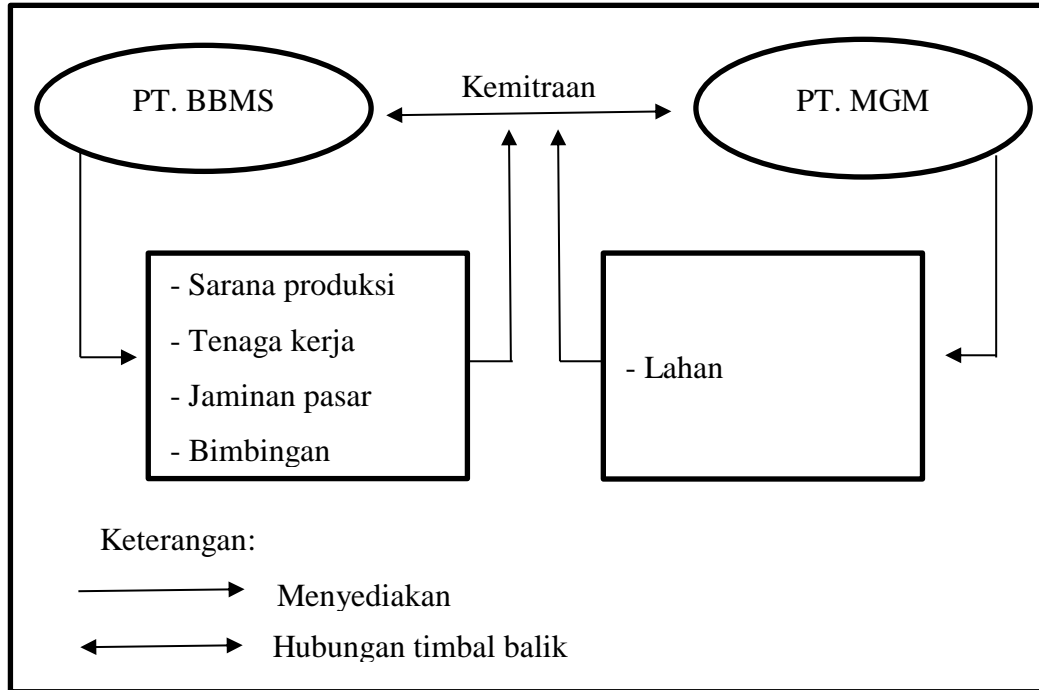 PT. BBMS
Kemitraan
PT. MGM
- Sarana produksi
- Tenaga kerja
- Jaminan pasar
- Bimbingan
- Lahan
Keterangan:
Menyediakan
Hubungan timbal balik